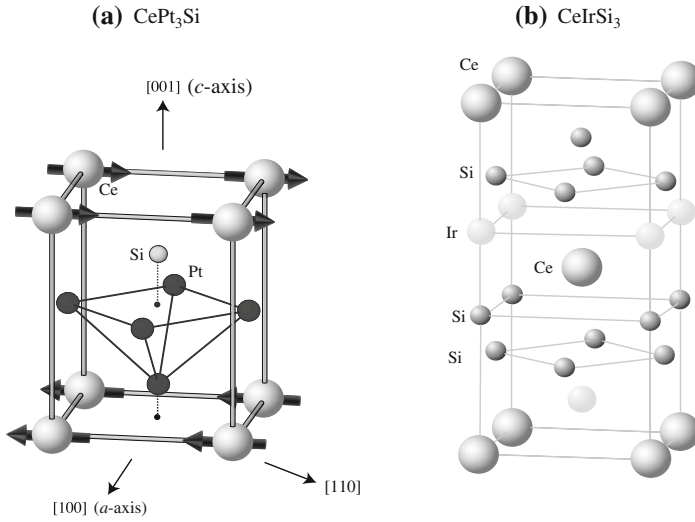 (a) CePt₃Si
[001] (c-axis)
Ce
Si
Pt
[100] (a-axis)
[110]
(b) CeIrSi₃
Ce
Si
Ir
Ce
Si
Si